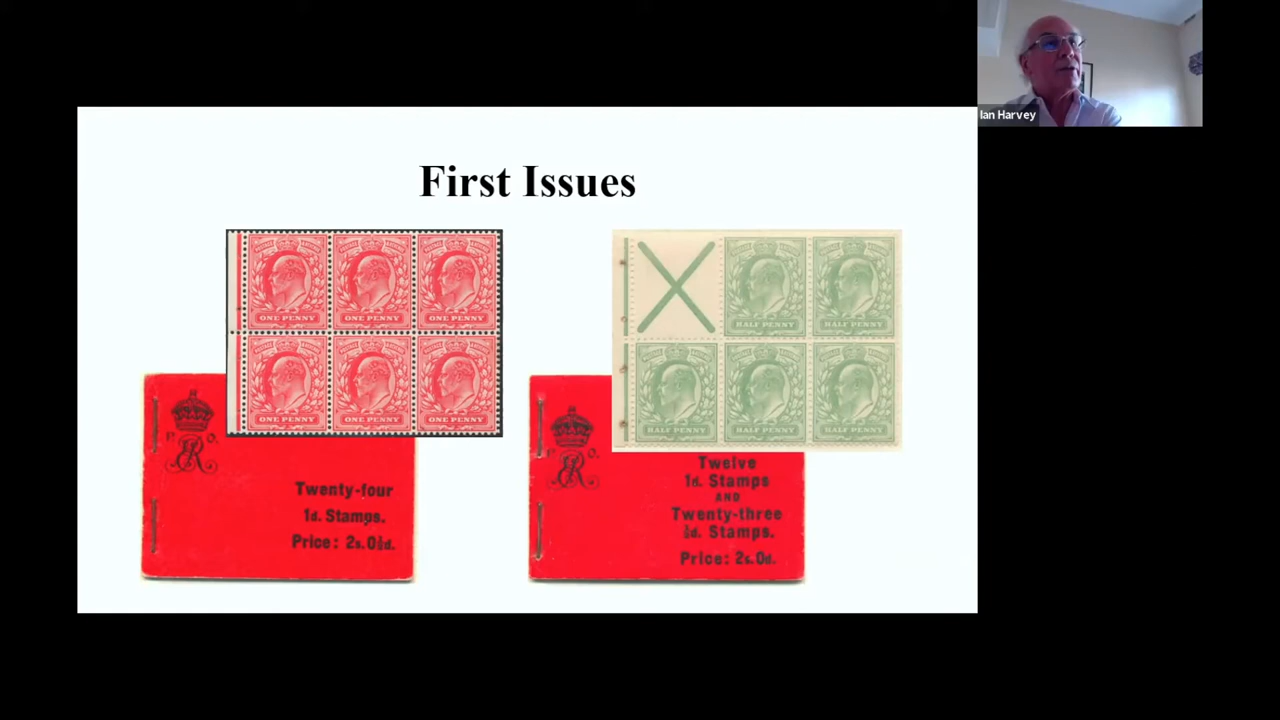 Ian Harvey
First Issues
ONE PENNY ONE PENNY ONE PENNY
ONE PENNY ONE PENNY ONE PENNY
HALF PENNY HALF PENNY
HALF PENNY HALF PENNY HALF PENNY
P. O.
Twenty-four
1d. Stamps.
Price: 2s. 0½d.
P. O.
Twelve
1d. Stamps
AND
Twenty-three
½d. Stamps.
Price: 2s. 0d.